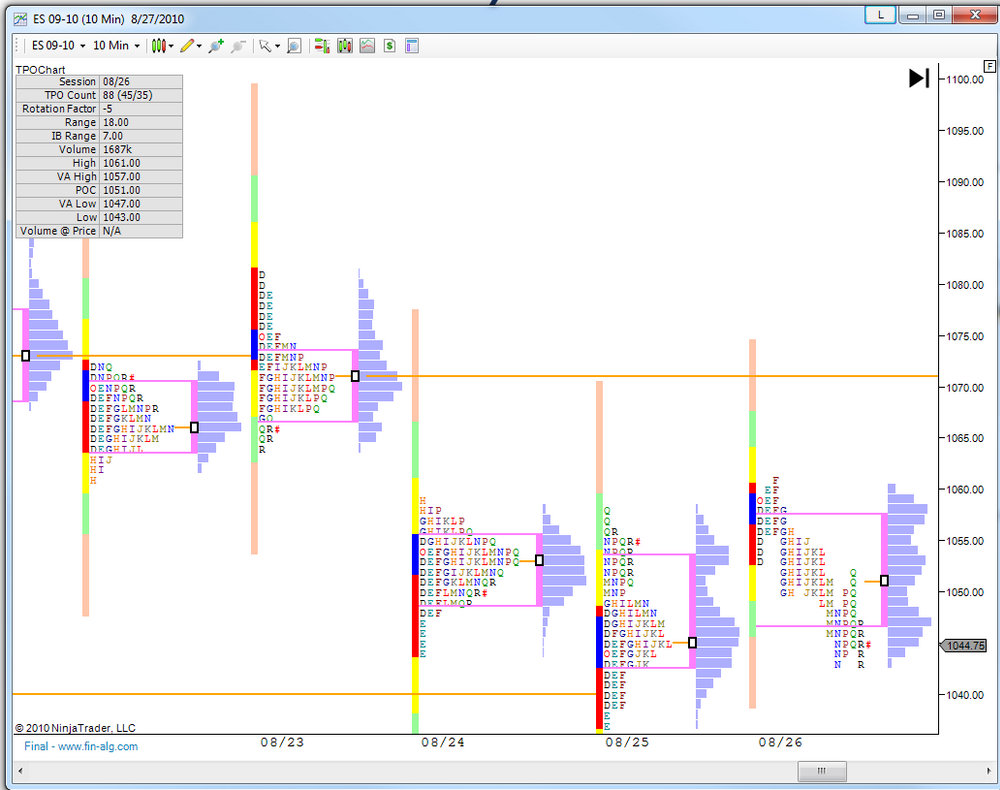 ES 09-10 (10 Min)  8/27/2010
L
ES 09-10
10 Min
TPOChart
Session 08/26
TPO Count 88 (45/35)
Rotation Factor -5
Range 18.00
IB Range 7.00
Volume 1687k
High 1061.00
VA High 1057.00
POC 1051.00
VA Low 1047.00
Low 1043.00
Volume @ Price N/A
F
1100.00
1095.00
1090.00
1085.00
1080.00
1075.00
1070.00
1065.00
1060.00
1055.00
1050.00
1044.75
1040.00
DNQ
DNPQR#
OENPQR
DEFNPQR
DEFGLMNPR
DEFGKLMN
DEFGHIJKLMN
DEGHIJKLM
DEGHIJL
HIJ
HI
H
D
D
DE
DE
DE
DE
OEF
DEFMN
DEFMNP
EFIJKLMNP
FGHIJKLMNP
FGHIJKLMPQ
FGHIJKLPQ
FGHIKLPQ
GQ
QR#
QR
R
H
HIP
GHIKLP
GHIKLPQ
DGHIJKLNPQ
OEFGHIJKLMNPQ
DEFGHIJKLMNPQ
DEFGIJKLMNQ
DEFGKLMNQR
DEFLMNQR#
DEFLMQR
DEF
E
E
E
E
Q
Q
QR
NPQR#
NPQR
NPQR
NPQR
MNPQ
MNP
GHILMN
DGHILMN
DGHIJKLM
DFGHIJKL
DEFGHIJKL
OEFGJKL
DEFGJK
DEF
DEF
DEF
DEF
E
E
F
EF
OEF
DEFG
DEFG
DEFG
D GHIJ
D GHIJKL
D GHIJKL
GHIJKL Q
GHIJKLM Q
GHIJKLM PQ
LM PQ
MNPQ
MNPQR
MNPQR
NPQR#
NP R
N R
© 2010 NinjaTrader, LLC
Final - www.fin-alg.com
08/23
08/24
08/25
08/26